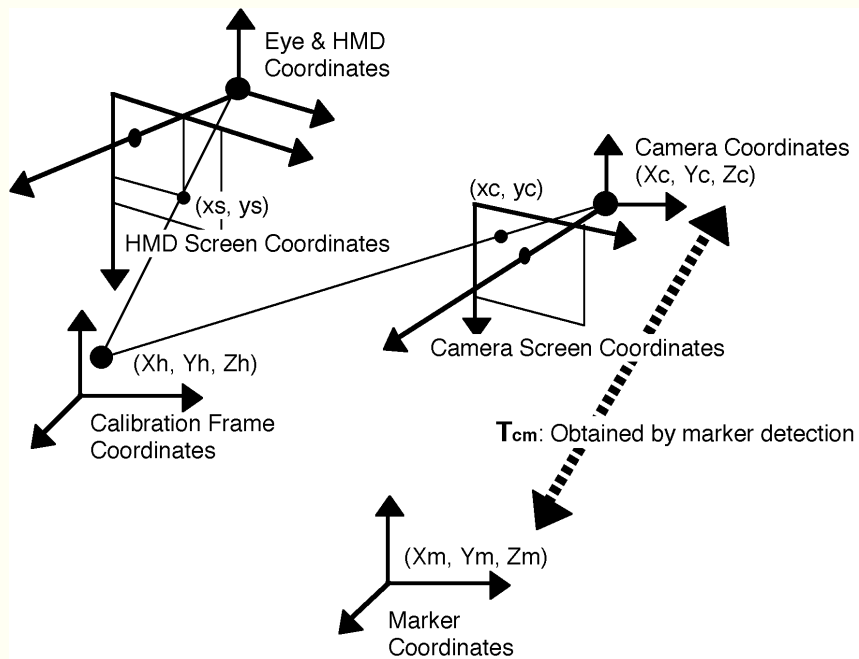 Eye & HMD
Coordinates
Camera Coordinates
(Xc, Yc, Zc)
(xc, yc)
(xs, ys)
HMD Screen Coordinates
Camera Screen Coordinates
(Xh, Yh, Zh)
Calibration Frame
Coordinates
Tcm: Obtained by marker detection
(Xm, Ym, Zm)
Marker
Coordinates